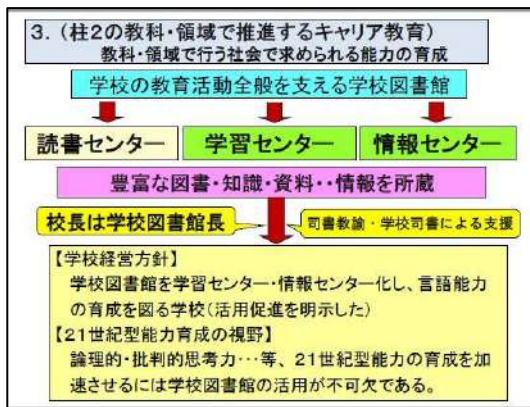 3．（柱2の教科・領域で推進するキャリア教育）
教科・領域で行う社会で求められる能力の育成
学校の教育活動全般を支える学校図書館
読書センター
学習センター
情報センター
豊富な図書・知識・資料・・情報を所蔵
校長は学校図書館長
司書教諭・学校司書による支援
【学校経営方針】
学校図書館を学習センター・情報センター化し、言語能力
の育成を図る学校（活用促進を明示した）
【21世紀型能力育成の視野】
論理的・批判的思考力…等、21世紀型能力の育成を加
速させるには学校図書館の活用が不可欠である。